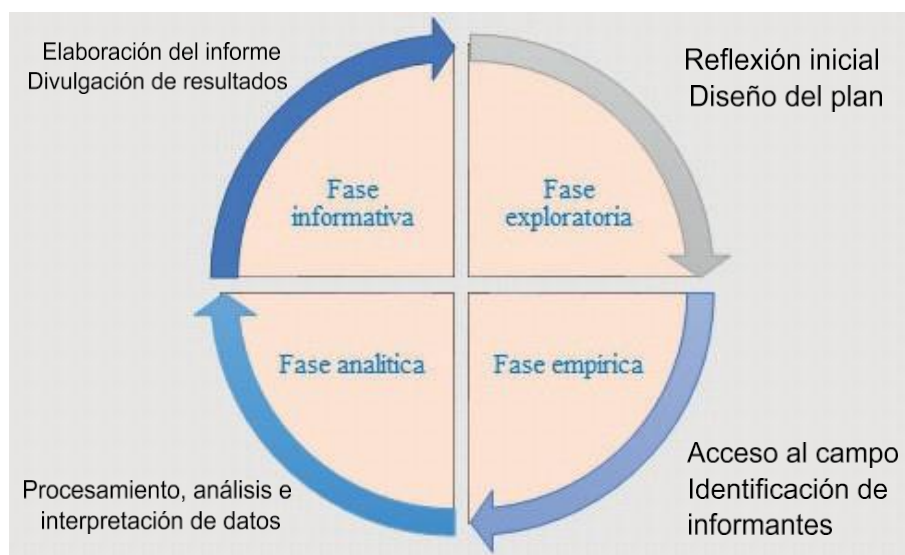 Elaboración del informe
Divulgación de resultados
Reflexión inicial
Diseño del plan
Fase
informativa
Fase
exploratoria
Fase analítica
Fase empírica
Procesamiento, análisis e
interpretación de datos
Acceso al campo
Identificación de
informantes